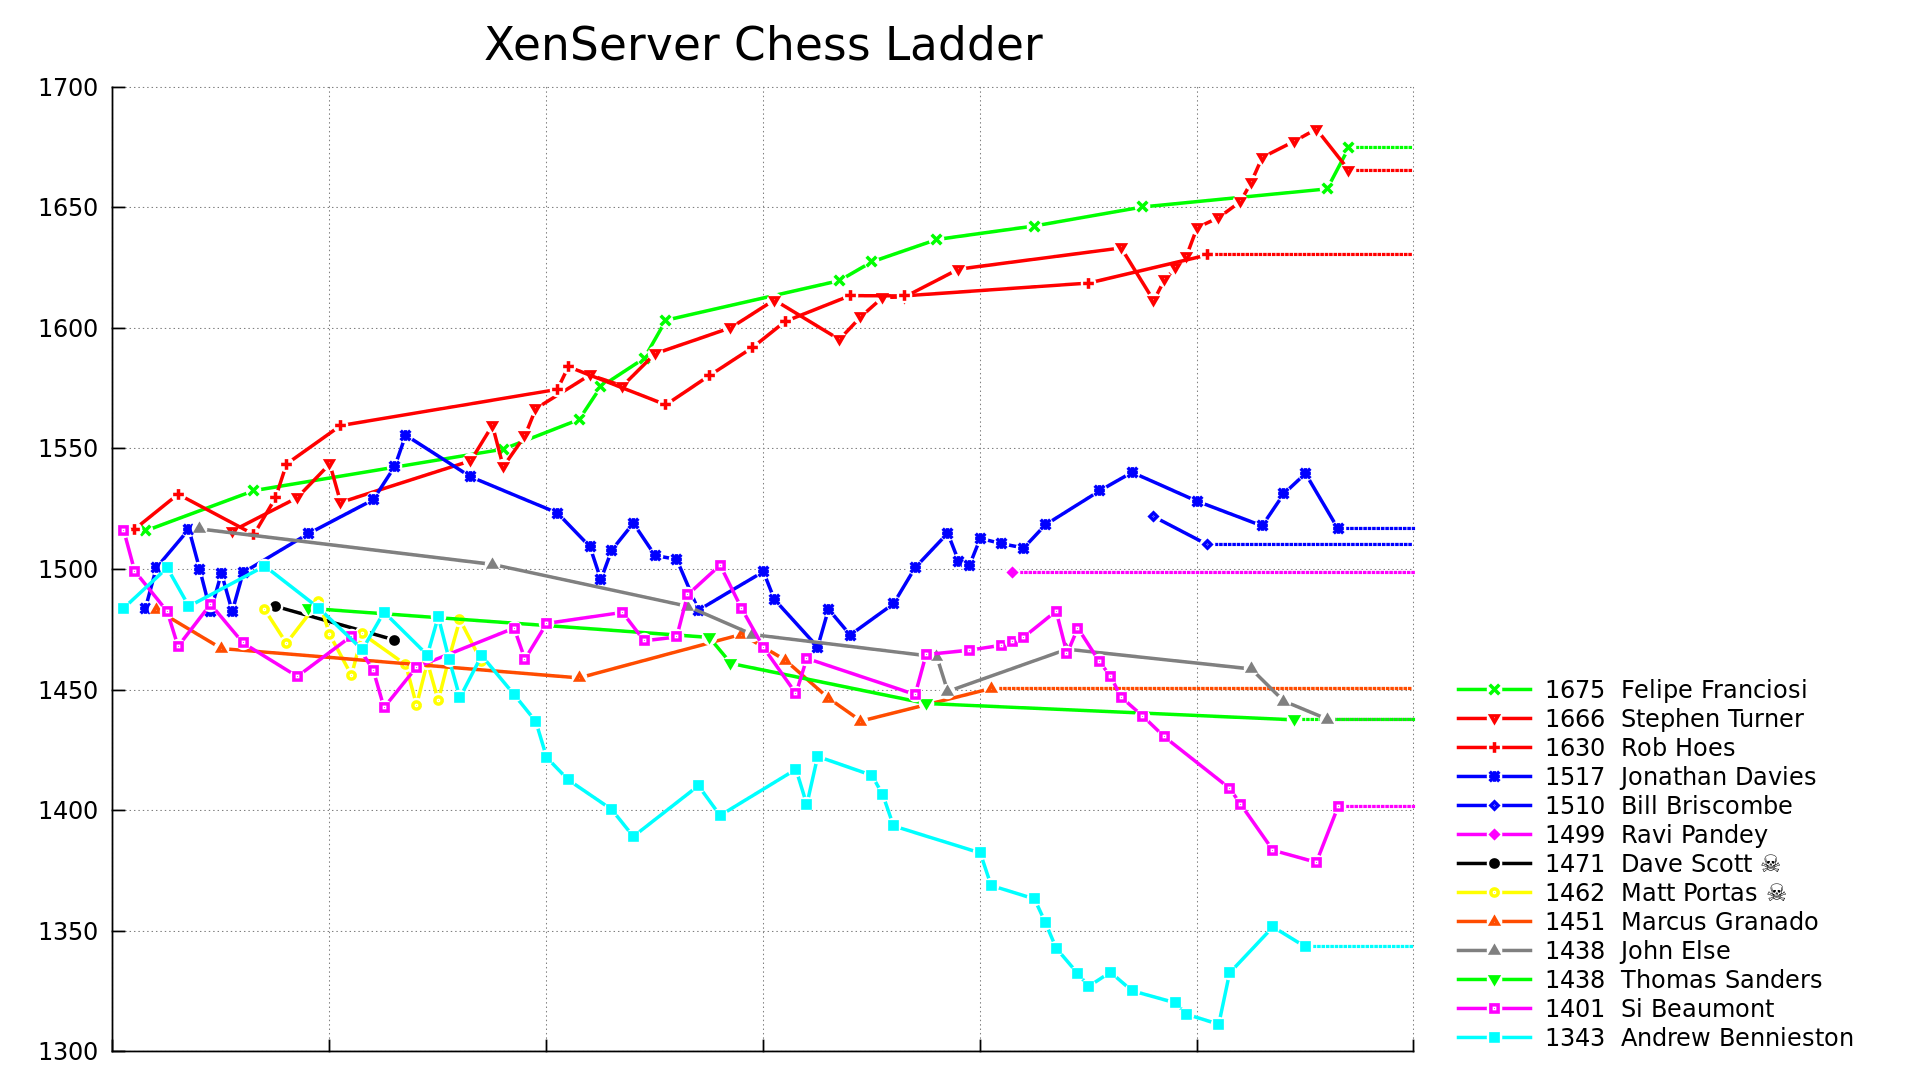 XenServer Chess Ladder
1700
1650
1600
1550
1500
1450
1400
1350
1300
1675 Felipe Franciosi
1666 Stephen Turner
1630 Rob Hoes
1517 Jonathan Davies
1510 Bill Briscombe
1499 Ravi Pandey
1471 Dave Scott ☠
1462 Matt Portas ☠
1451 Marcus Granado
1438 John Else
1438 Thomas Sanders
1401 Si Beaumont
1343 Andrew Bennieston